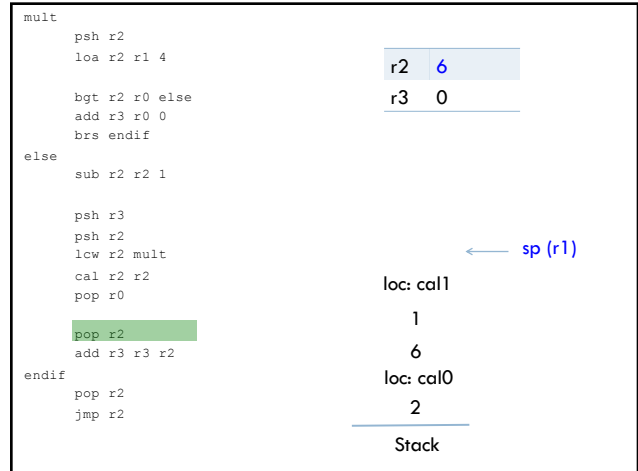 mult
psh r2
loa r2 r1 4
bgt r2 r0 else
add r3 r0 0
brs endif
else
sub r2 r2 1
psh r3
psh r2
lcw r2 mult
cal r2 r2
pop r0
pop r2
add r3 r3 r2
endif
pop r2
jmp r2
r2 6
r3 0
sp (r1)
loc: cal1
1
6
loc: cal0
2
Stack